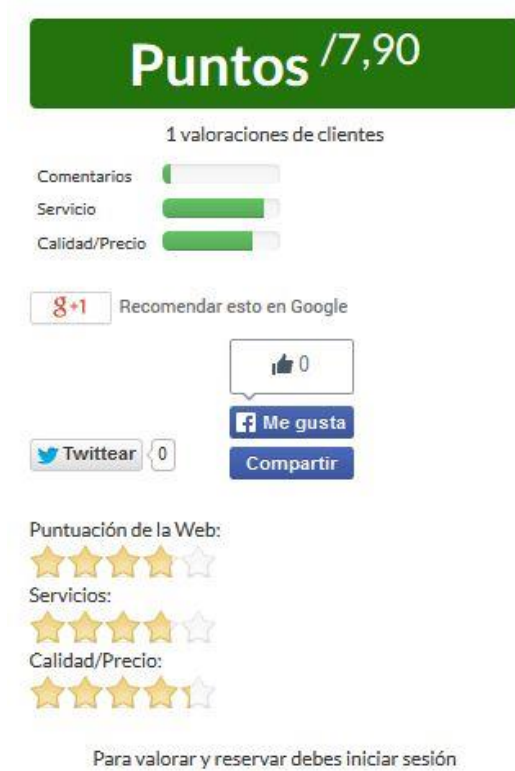 Puntos /7,90
1 valoraciones de clientes
Comentarios
Servicio
Calidad/Precio
g+1 Recomendar esto en Google
0
Me gusta
Twittear 0
Compartir
Puntuación de la Web:
Servicios:
Calidad/Precio:
Para valorar y reservar debes iniciar sesión